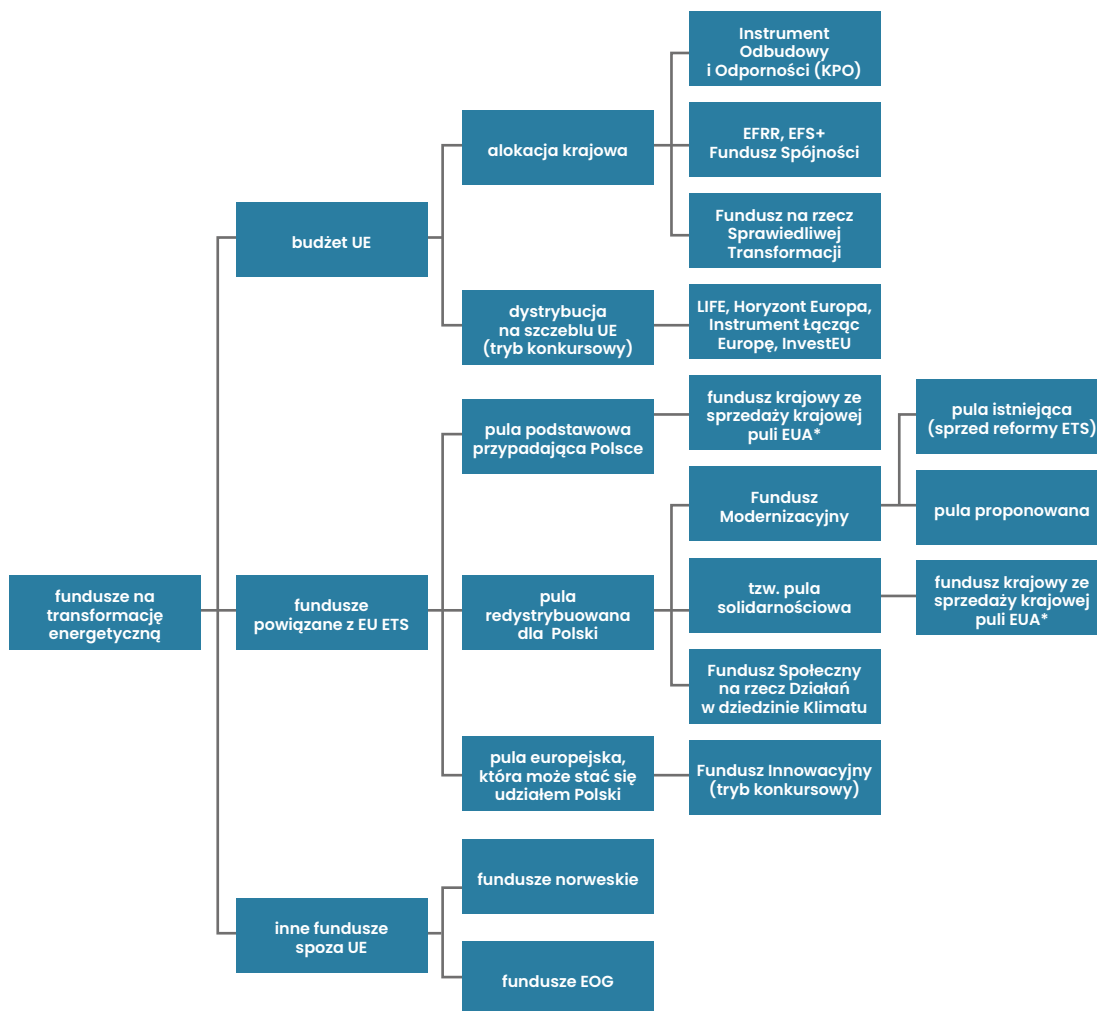 fundusze na
transformację
energetyczną
budżet UE
alokacja krajowa
Instrument
Odbudowy
i Odporności (KPO)
EFRR, EFS+
Fundusz Spójności
Fundusz na rzecz
Sprawiedliwej
Transformacji
dystrybucja
na szczeblu UE
(tryb konkursowy)
LIFE, Horyzont Europa,
Instrument Łącząc
Europę, InvestEU
fundusze
powiązane z EU ETS
pula podstawowa
przypadająca Polsce
fundusz krajowy ze
sprzedaży krajowej
puli EUA*
pula
redystrybuowana
dla Polski
Fundusz
Modernizacyjny
pula istniejąca
(sprzed reformy ETS)
pula proponowana
tzw. pula
solidarnościowa
fundusz krajowy ze
sprzedaży krajowej
puli EUA*
Fundusz Społeczny
na rzecz Działań
w dziedzinie Klimatu
pula europejska,
która może stać się
udziałem Polski
Fundusz Innowacyjny
(tryb konkursowy)
inne fundusze
spoza UE
fundusze norweskie
fundusze EOG